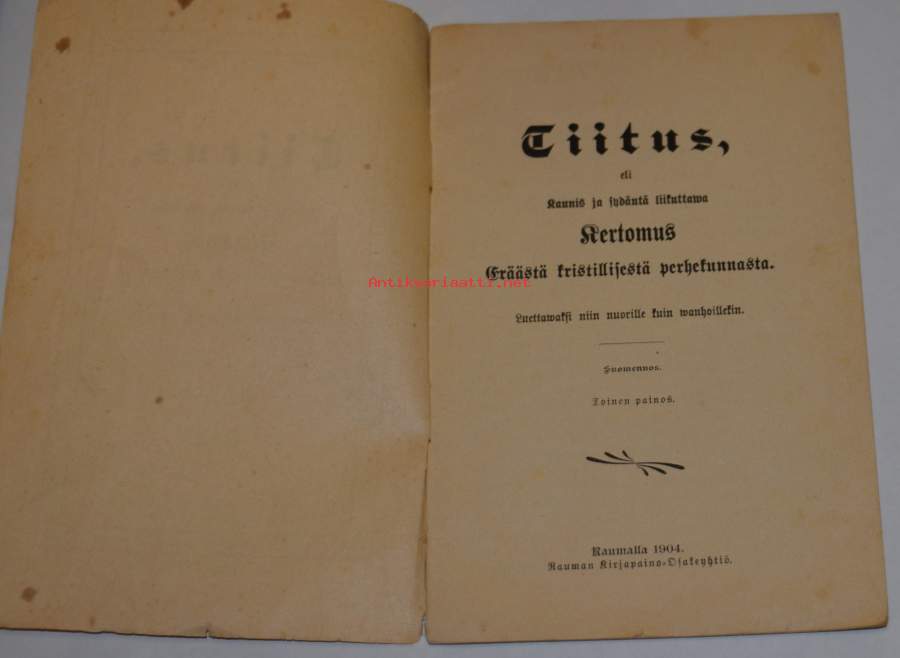 Tiitus,
eli
Kaunis ja sydäntä liikuttawa
Kertomus
Eräästä kristillisestä perhekunnasta.
Antikvariaatti.net
Luettawaksi niin nuorille kuin wanhoillekin.
Suomennos.
Toinen painos.
Raumalla 1904.
Rauman Kirjapaino-Osakeyhtiö.